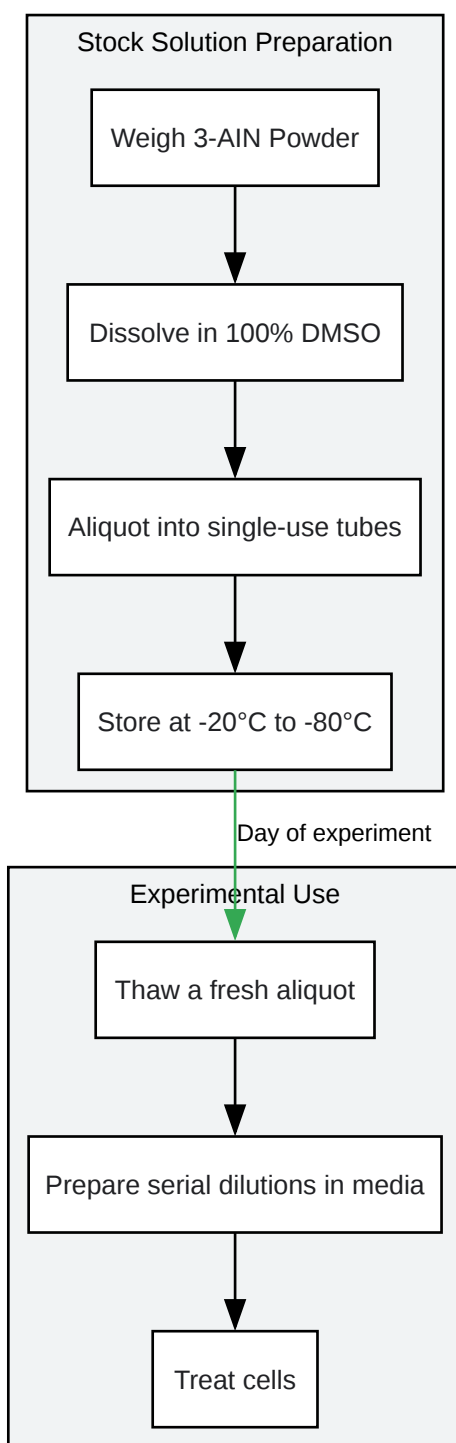 Stock Solution Preparation
Weigh 3-AIN Powder
Dissolve in 100% DMSO
Aliquot into single-use tubes
Store at -20°C to -80°C
Day of experiment
Experimental Use
Thaw a fresh aliquot
Prepare serial dilutions in media
Treat cells